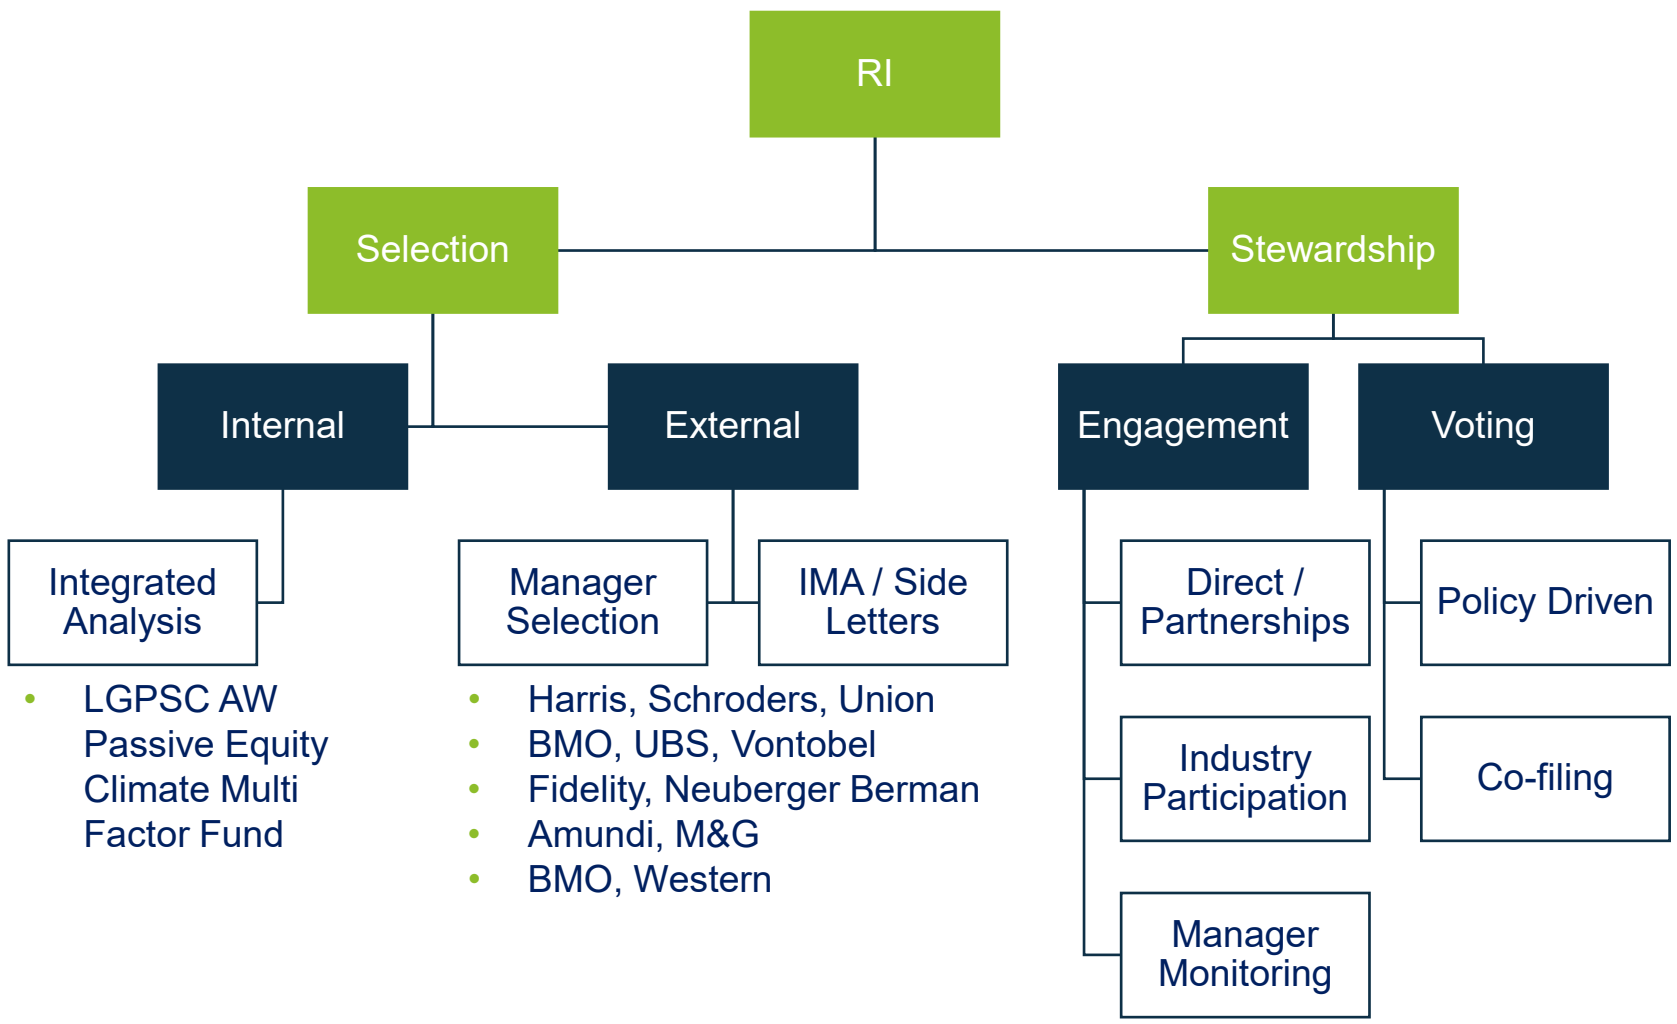 RI
Selection
Stewardship
Internal
External
Engagement
Voting
Integrated
Analysis
Manager
Selection
IMA / Side
Letters
Direct /
Partnerships
Policy Driven
• LGPSC AW
Passive Equity
Climate Multi
Factor Fund
• Harris, Schroders, Union
• BMO, UBS, Vontobel
• Fidelity, Neuberger Berman
• Amundi, M&G
• BMO, Western
Industry
Participation
Co-filing
Manager
Monitoring